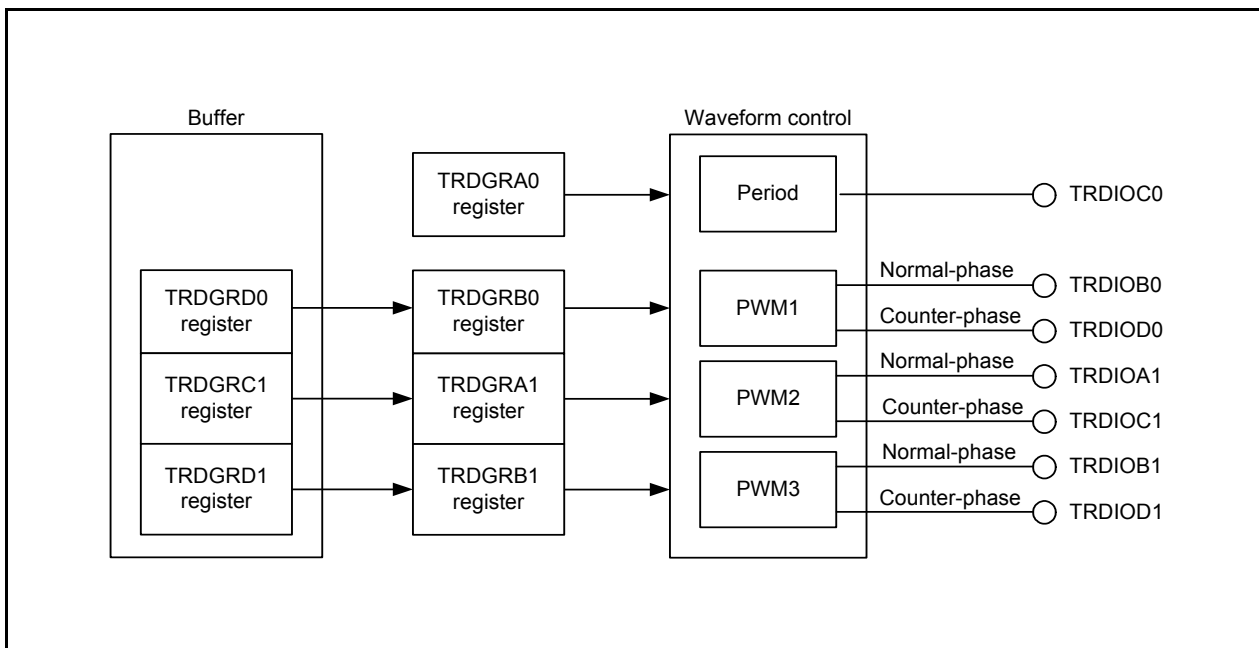 Buffer
Waveform control
TRDGRA0
register
Period
TRDIOC0
TRDGRD0
register
TRDGRB0
register
PWM1
Normal-phase
TRDIOB0
Counter-phase
TRDIOD0
TRDGRC1
register
TRDGRA1
register
PWM2
Normal-phase
TRDIOA1
Counter-phase
TRDIOC1
TRDGRD1
register
TRDGRB1
register
PWM3
Normal-phase
TRDIOB1
Counter-phase
TRDIOD1